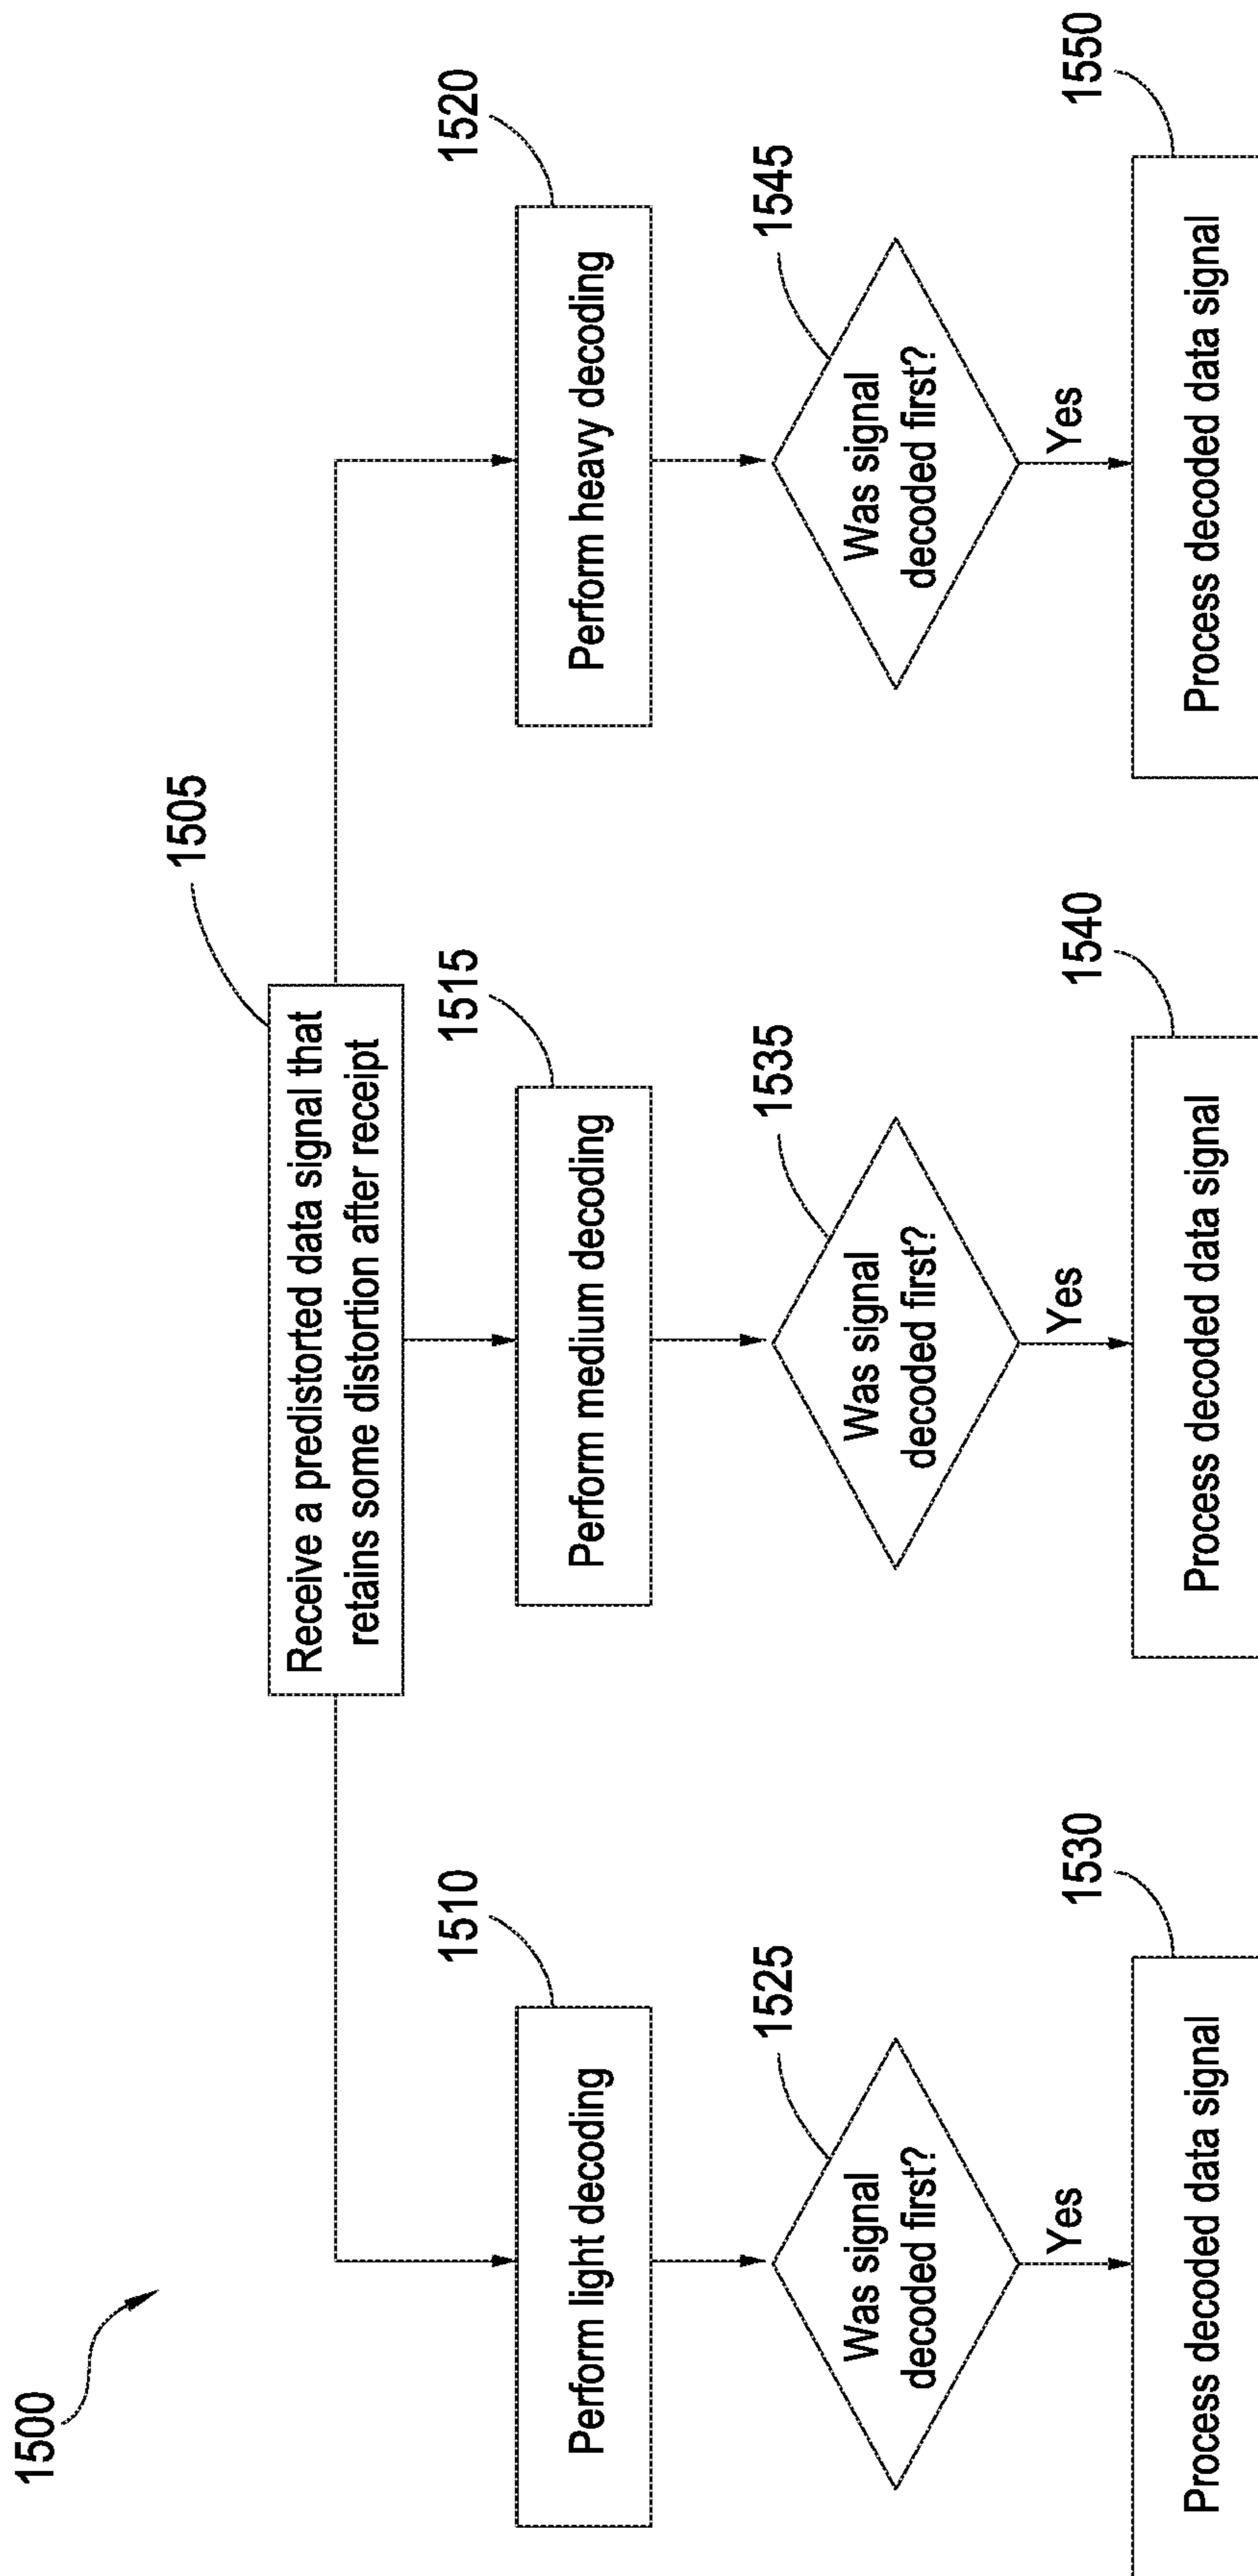 1500
1505
Receive a predistorted data signal that
retains some distortion after receipt
1510
Perform light decoding
1515
Perform medium decoding
1520
Perform heavy decoding
1525
Was signal
decoded first?
Yes
1535
Was signal
decoded first?
Yes
1545
Was signal
decoded first?
Yes
1530
Process decoded data signal
1540
Process decoded data signal
1550
Process decoded data signal